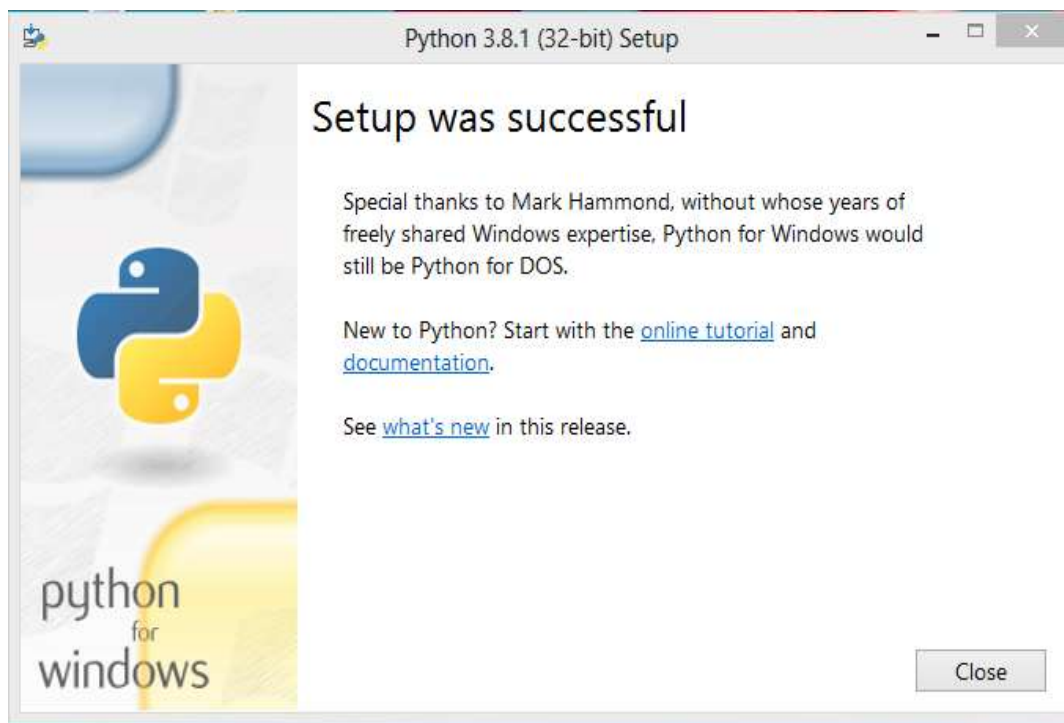 Python 3.8.1 (32-bit) Setup
Setup was successful
Special thanks to Mark Hammond, without whose years of
freely shared Windows expertise, Python for Windows would
still be Python for DOS.
New to Python? Start with the online tutorial and
documentation.
See what's new in this release.
python
for
windows
Close